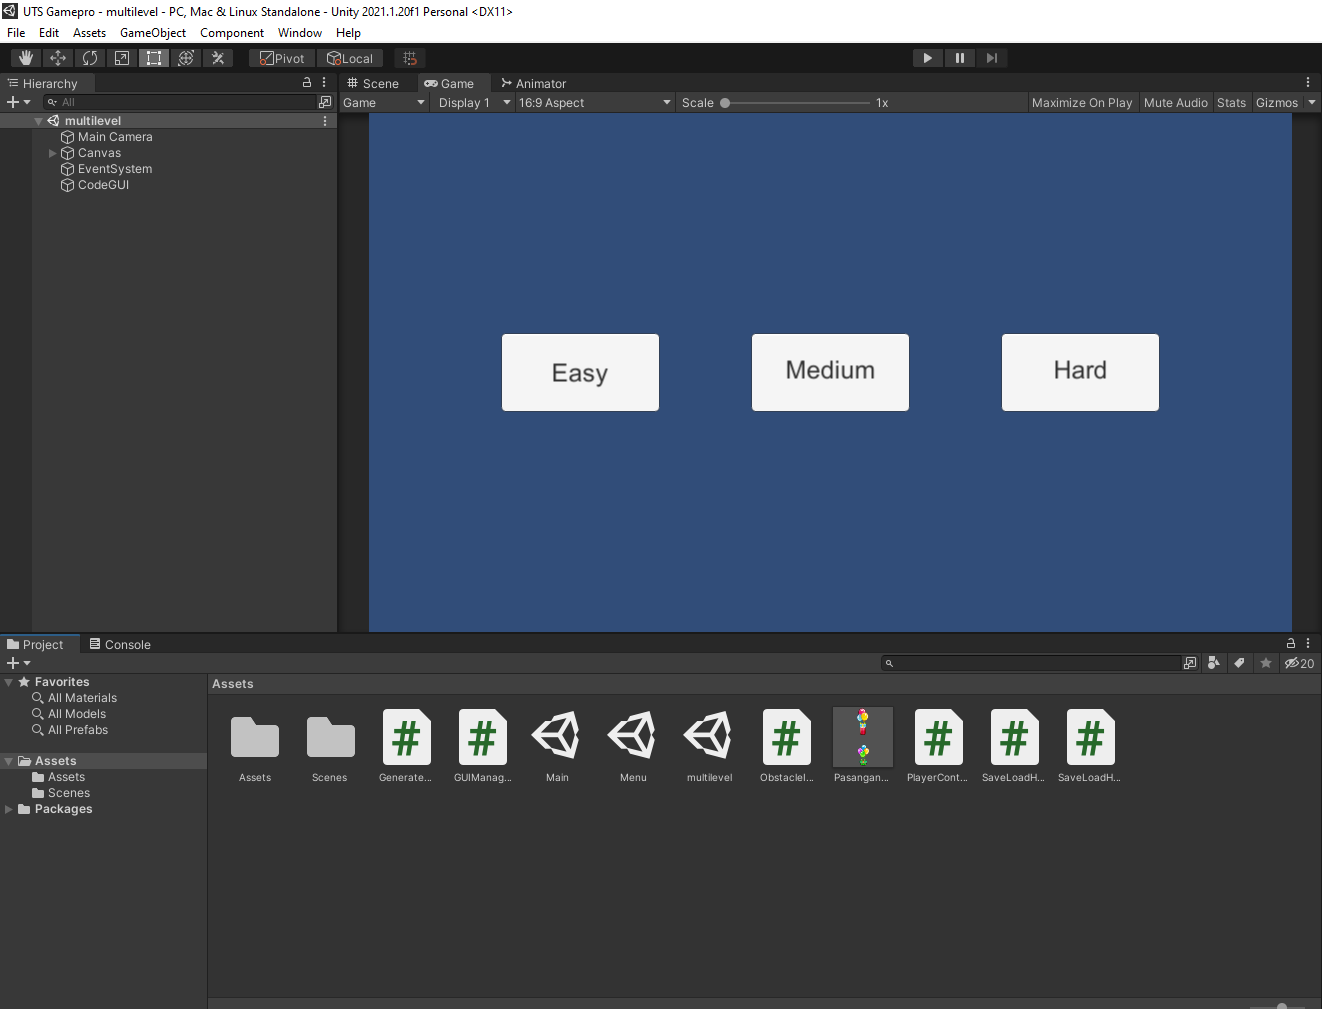 UTS Gamepro - multilevel - PC, Mac & Linux Standalone - Unity 2021.1.20f1 Personal <DX11>
File Edit Assets GameObject Component Window Help
Pivot Local
Hierarchy
All
multilevel
Main Camera
Canvas
EventSystem
CodeGUI
Scene Game Animator
Game Display 1 16:9 Aspect Scale 1x Maximize On Play Mute Audio Stats Gizmos
Easy Medium Hard
Project Console
20
Favorites
All Materials
All Models
All Prefabs
Assets
Assets
Scenes
Packages
Assets
Assets Scenes Generate... GUIManag... Main Menu multilevel ObstacleI... Pasangan... PlayerCont... SaveLoadH... SaveLoadH...